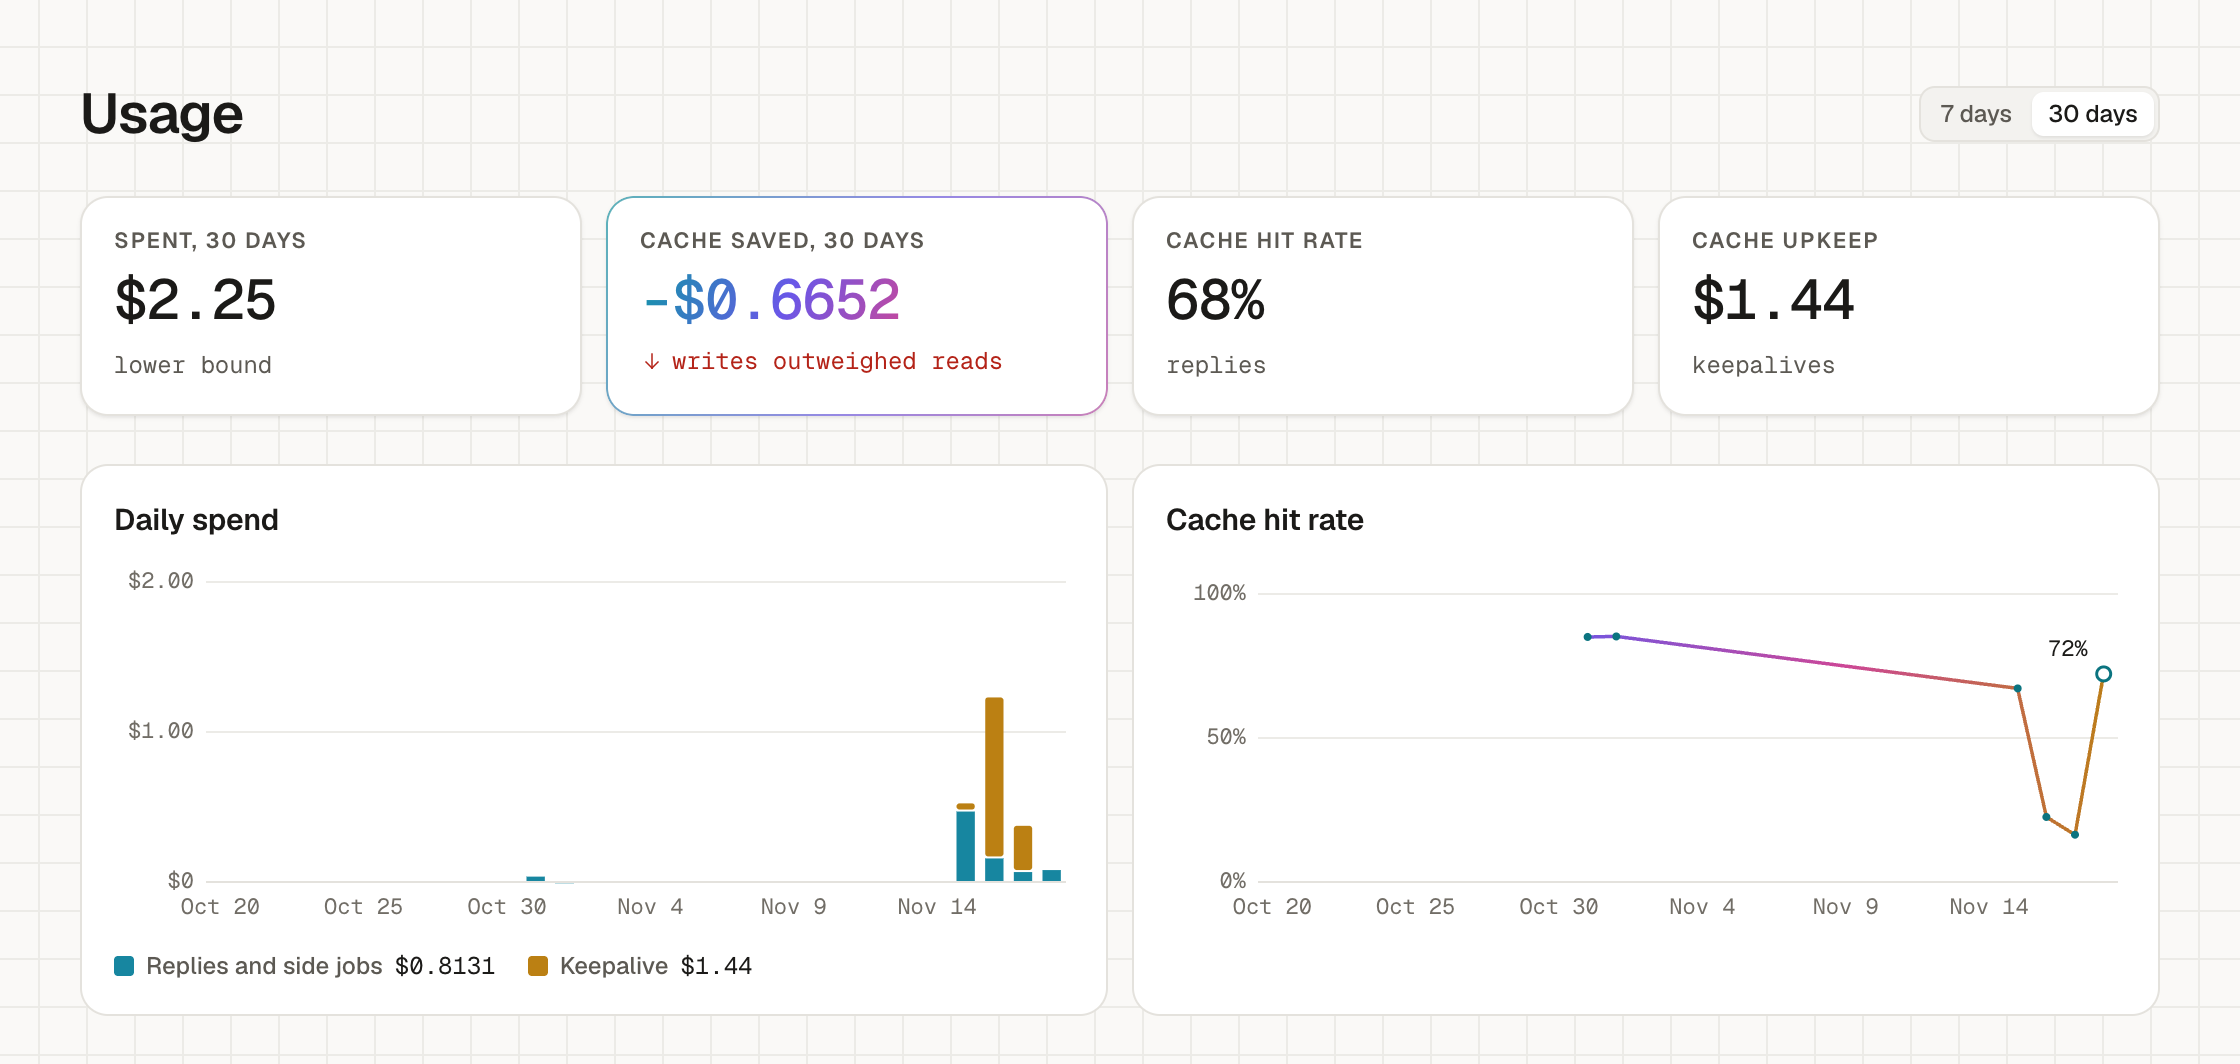 Usage
7 days
30 days
SPENT, 30 DAYS
$2.25
lower bound
CACHE SAVED, 30 DAYS
-$0.6652
↓ writes outweighed reads
CACHE HIT RATE
68%
replies
CACHE UPKEEP
$1.44
keepalives
Daily spend
$2.00
$1.00
$0
Oct 20 Oct 25 Oct 30 Nov 4 Nov 9 Nov 14
Replies and side jobs $0.8131 Keepalive $1.44
Cache hit rate
100%
72%
50%
0%
Oct 20 Oct 25 Oct 30 Nov 4 Nov 9 Nov 14